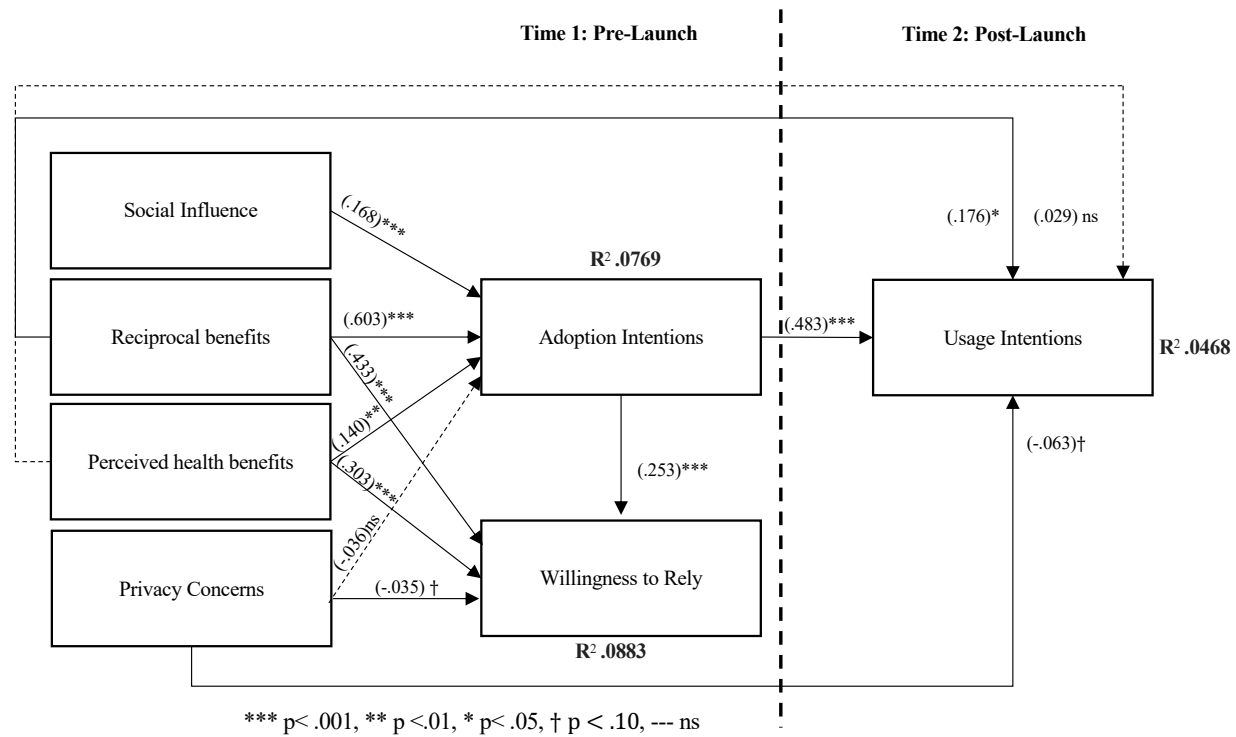 Time 1: Pre-Launch
Time 2: Post-Launch
Social Influence
(.168)***
(.176)*
(.029) ns
R² .0769
Reciprocal benefits
(.603)***
Adoption Intentions
(.483)***
Usage Intentions
R² .0468
(.433)***
(.140)**
Perceived health benefits
(.303)***
(-.063)†
(.253)***
(-.036)ns
Privacy Concerns
(-.035) †
Willingness to Rely
R² .0883
*** p< .001, ** p <.01, * p< .05, † p < .10, --- ns